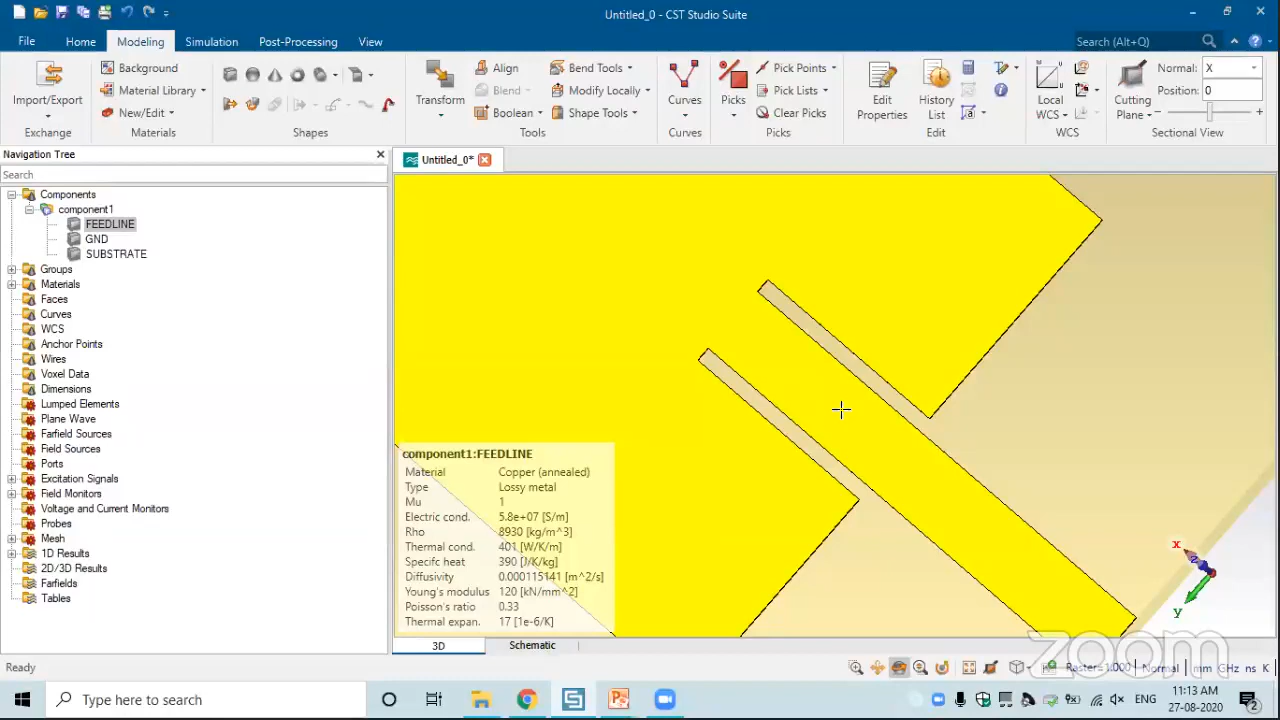 Untitled_0 - CST Studio Suite
File Home Modeling Simulation Post-Processing View Search (Alt+Q)
Import/Export
Exchange
Background
Material Library
New/Edit
Materials
Shapes
Transform
Align
Blend
Boolean
Bend Tools
Modify Locally
Shape Tools
Tools
Curves
Curves
Picks
Pick Points
Pick Lists
Clear Picks
Picks
Edit
Properties
History
List
Edit
Local
WCS
WCS
Cutting
Plane
Normal: X
Position: 0
Sectional View
Navigation Tree
Search
Untitled_0*
Components
component1
FEEDLINE
GND
SUBSTRATE
Groups
Materials
Faces
Curves
WCS
Anchor Points
Wires
Voxel Data
Dimensions
Lumped Elements
Plane Wave
Farfield Sources
Field Sources
Ports
Excitation Signals
Field Monitors
Voltage and Current Monitors
Probes
Mesh
1D Results
2D/3D Results
Farfields
Tables
component1:FEEDLINE
Material Copper (annealed)
Type Lossy metal
Mu 1
Electric cond. 5.8e+07 [S/m]
Rho 8930 [kg/m^3]
Thermal cond. 401 [W/K/m]
Specifc heat 390 [J/K/kg]
Diffusivity 0.000115141 [m^2/s]
Young's modulus 120 [kN/mm^2]
Poisson's ratio 0.33
Thermal expan. 17 [1e-6/K]
x
z
y
zoom
3D Schematic
Ready
Raster=1.000 Normal mm GHz ns K
Type here to search
ENG
11:13 AM
27-08-2020
2